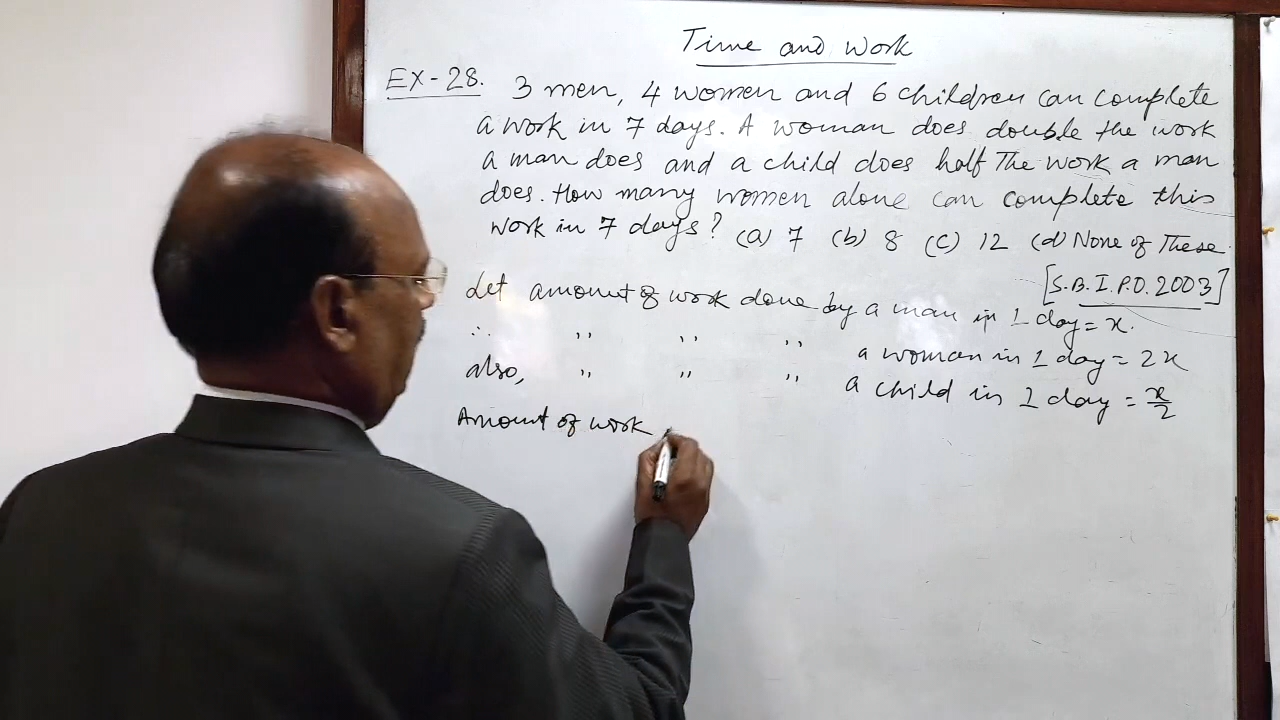 Time and Work
EX-28. 3 men, 4 women and 6 children can complete
a work in 7 days. A woman does double the work
a man does and a child does half The work a man
does. How many women alone can complete this
work in 7 days? (a) 7 (b) 8 (c) 12 (d) None of These.
[S.B.I.P.O. 2003]
Let amount of work done by a man in 1 day = x.
∴ ,, ,, ,, a woman in 1 day = 2x
also, ,, ,, ,, a child in 1 day = x/2
Amount of work